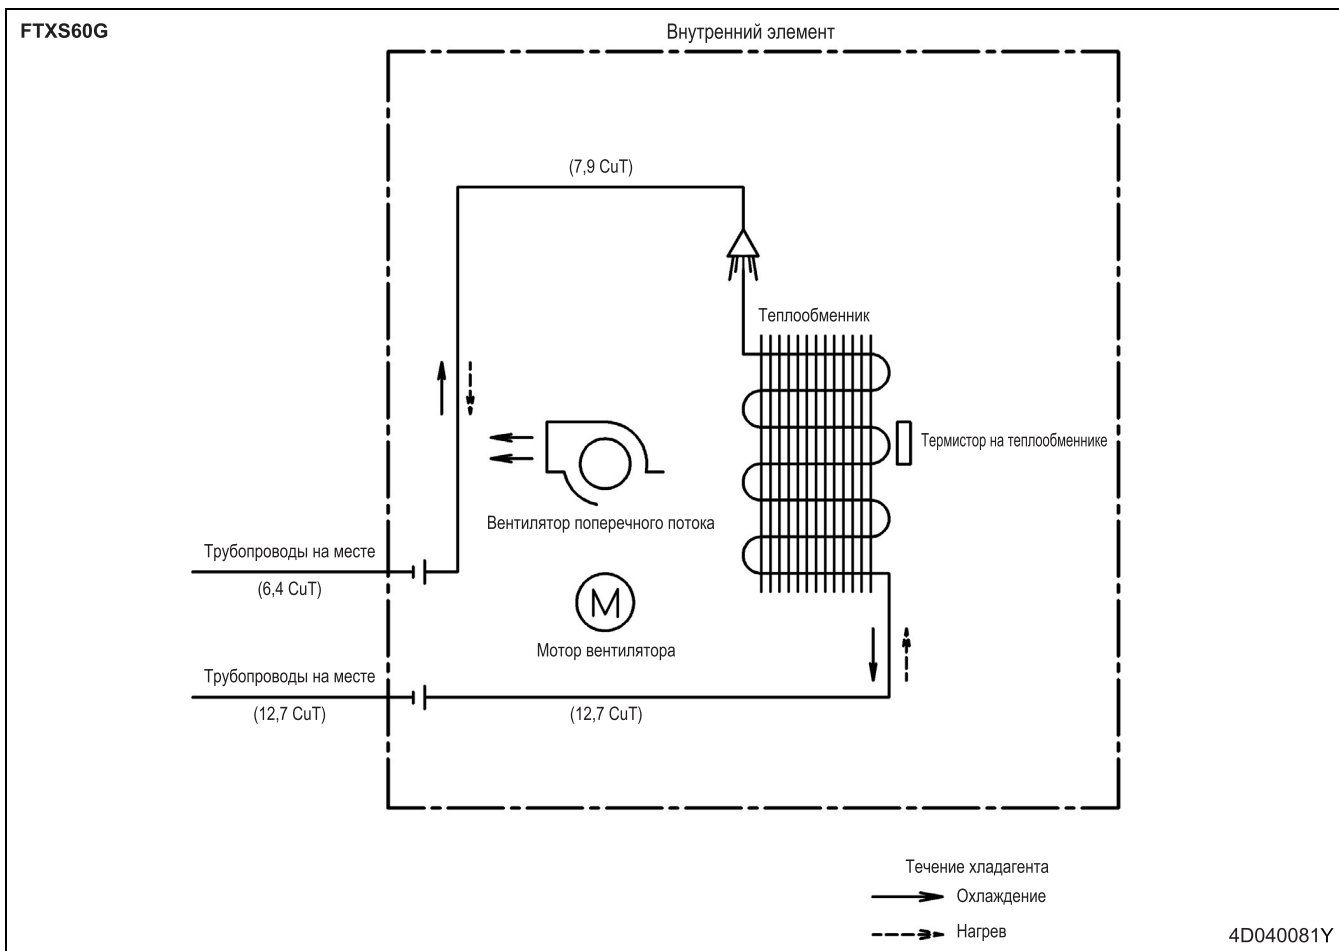 FTXS60G
Внутренний элемент
(7,9 CuT)
Теплообменник
Термистор на теплообменнике
Вентилятор поперечного потока
Трубопроводы на месте
(6,4 CuT)
M
Мотор вентилятора
Трубопроводы на месте
(12,7 CuT)
(12,7 CuT)
Течение хладагента
Охлаждение
Нагрев
4D040081Y